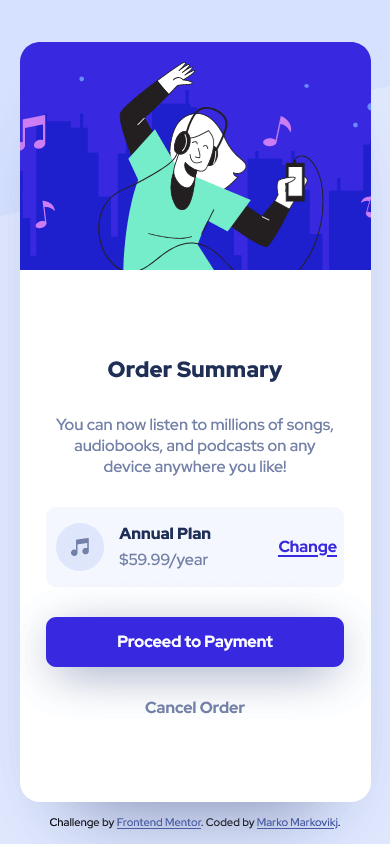 Order Summary
You can now listen to millions of songs,
audiobooks, and podcasts on any
device anywhere you like!
Annual Plan
$59.99/year
Change
Proceed to Payment
Cancel Order
Challenge by Frontend Mentor. Coded by Marko Markovikj.